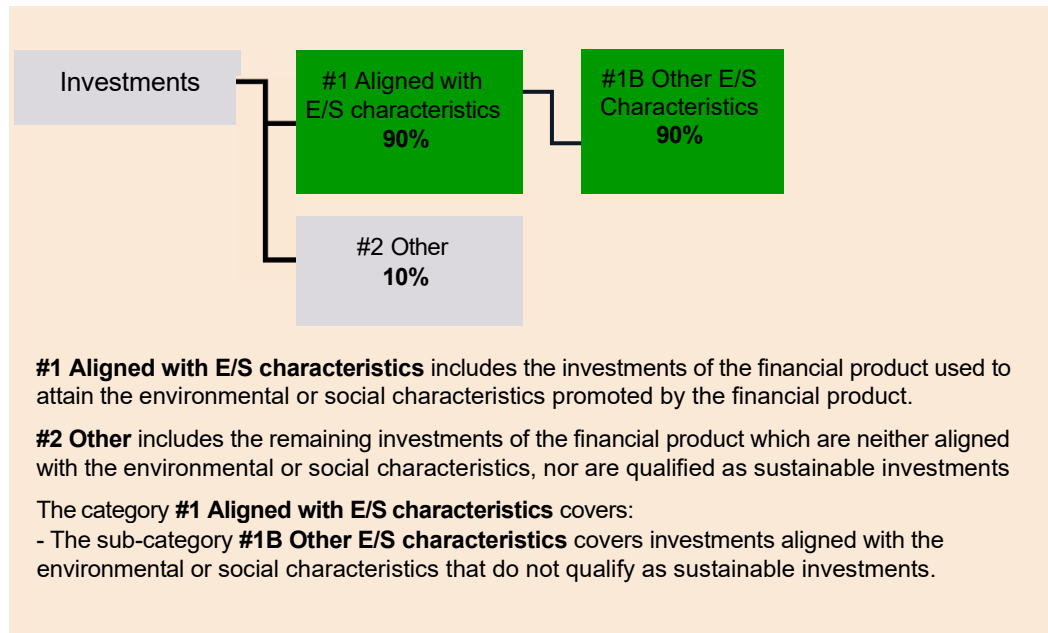 Investments
#1 Aligned with
E/S characteristics
90%
#1B Other E/S
Characteristics
90%
#2 Other
10%
#1 Aligned with E/S characteristics includes the investments of the financial product used to
attain the environmental or social characteristics promoted by the financial product.
#2 Other includes the remaining investments of the financial product which are neither aligned
with the environmental or social characteristics, nor are qualified as sustainable investments
The category #1 Aligned with E/S characteristics covers:
- The sub-category #1B Other E/S characteristics covers investments aligned with the
environmental or social characteristics that do not qualify as sustainable investments.